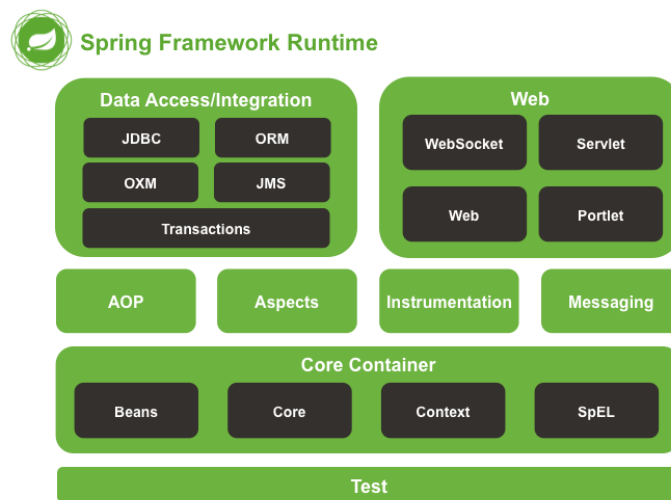 Spring Framework Runtime
Data Access/Integration
JDBC ORM
OXM JMS
Transactions
Web
WebSocket Servlet
Web Portlet
AOP Aspects Instrumentation Messaging
Core Container
Beans Core Context SpEL
Test